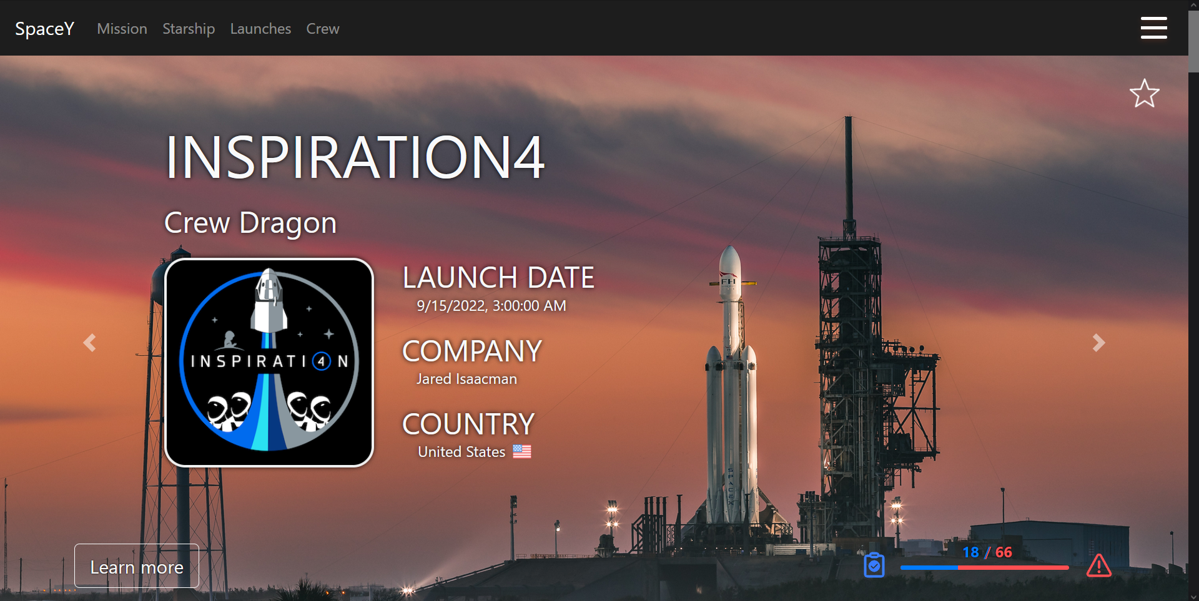 SpaceY Mission Starship Launches Crew
INSPIRATION4
Crew Dragon
INSPIRATI4N
LAUNCH DATE
9/15/2022, 3:00:00 AM
COMPANY
Jared Isaacman
COUNTRY
United States
FH
Learn more
18 / 66